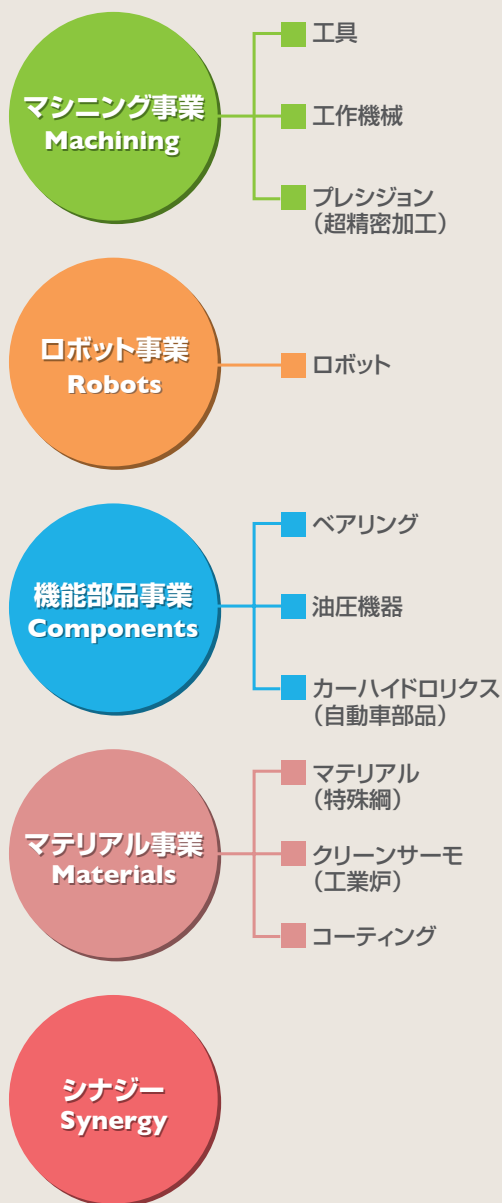 マシニング事業
Machining
工具
工作機械
プレシジョン
（超精密加工）
ロボット事業
Robots
ロボット
機能部品事業
Components
ベアリング
油圧機器
カーハイドロリクス
（自動車部品）
マテリアル事業
Materials
マテリアル
（特殊鋼）
クリーンサーモ
（工業炉）
コーティング
シナジー
Synergy